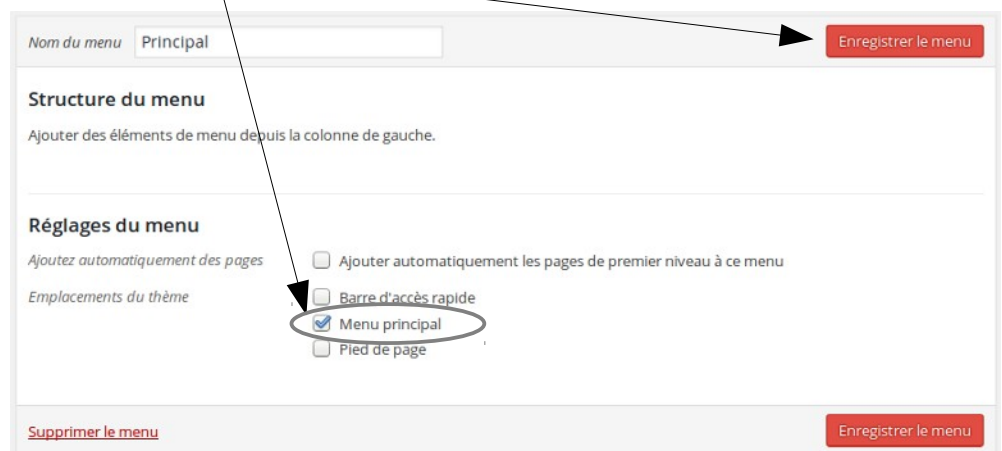 Nom du menu Principal Enregistrer le menu
Structure du menu
Ajouter des éléments de menu depuis la colonne de gauche.
Réglages du menu
Ajoutez automatiquement des pages Ajouter automatiquement les pages de premier niveau à ce menu
Emplacements du thème Barre d'accès rapide
Menu principal
Pied de page
Supprimer le menu Enregistrer le menu